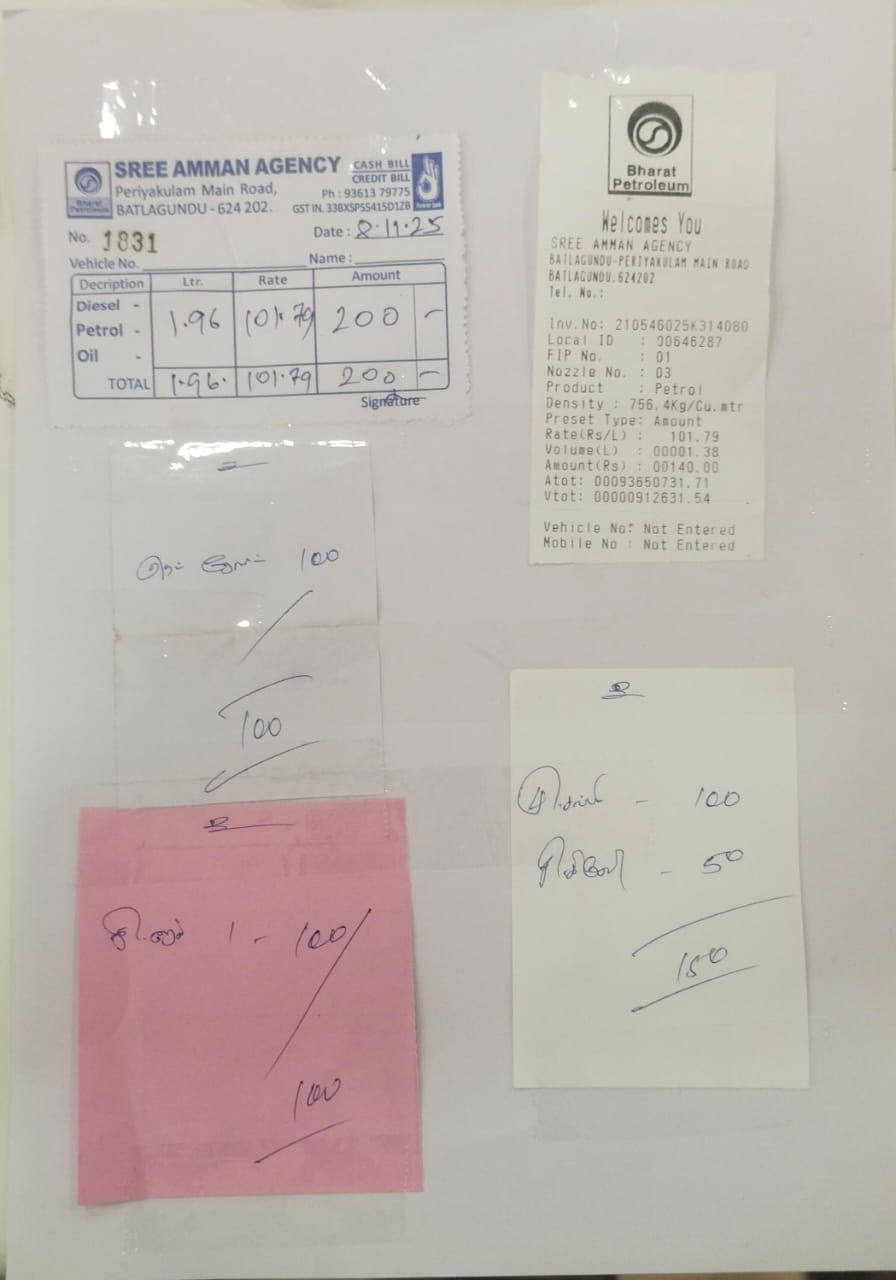 SREE AMMAN AGENCY
CASH BILL
CREDIT BILL
Bharat Petroleum
Periyakulam Main Road,
Ph : 93613 79775
BATLAGUNDU - 624 202.
GST IN. 33BXSPS5415D1ZB
No. 1831
Date : 8.11.25
Vehicle No.
Name :
Decription Ltr. Rate Amount
Diesel -
Petrol - 1.96 101.79 200 -
Oil -
TOTAL 1.96. 101.79 200 -
Signature
Bharat
Petroleum
Welcomes You
SREE AMMAN AGENCY
BATLAGUNDU-PERIYAKULAM MAIN ROAD
BATLAGUNDU.624202
Tel. No.:
Inv.No: 210546025K314080
Local ID : 00646287
FIP No. : 01
Nozzle No. : 03
Product : Petrol
Density : 756.4Kg/Cu.mtr
Preset Type: Amount
Rate(Rs/L) : 101.79
Volume(L) : 00001.38
Amount(Rs) : 00140.00
Atot: 00093650731.71
Vtot: 00000912631.54
Vehicle No: Not Entered
Mobile No : Not Entered
100
100
- 100
- 50
150
1 - 100
100